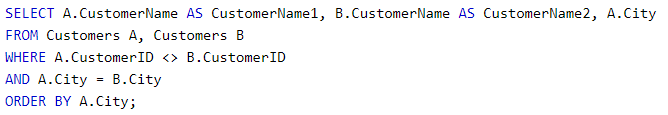 SELECT A.CustomerName AS CustomerName1, B.CustomerName AS CustomerName2, A.City
FROM Customers A, Customers B
WHERE A.CustomerID <> B.CustomerID
AND A.City = B.City
ORDER BY A.City;